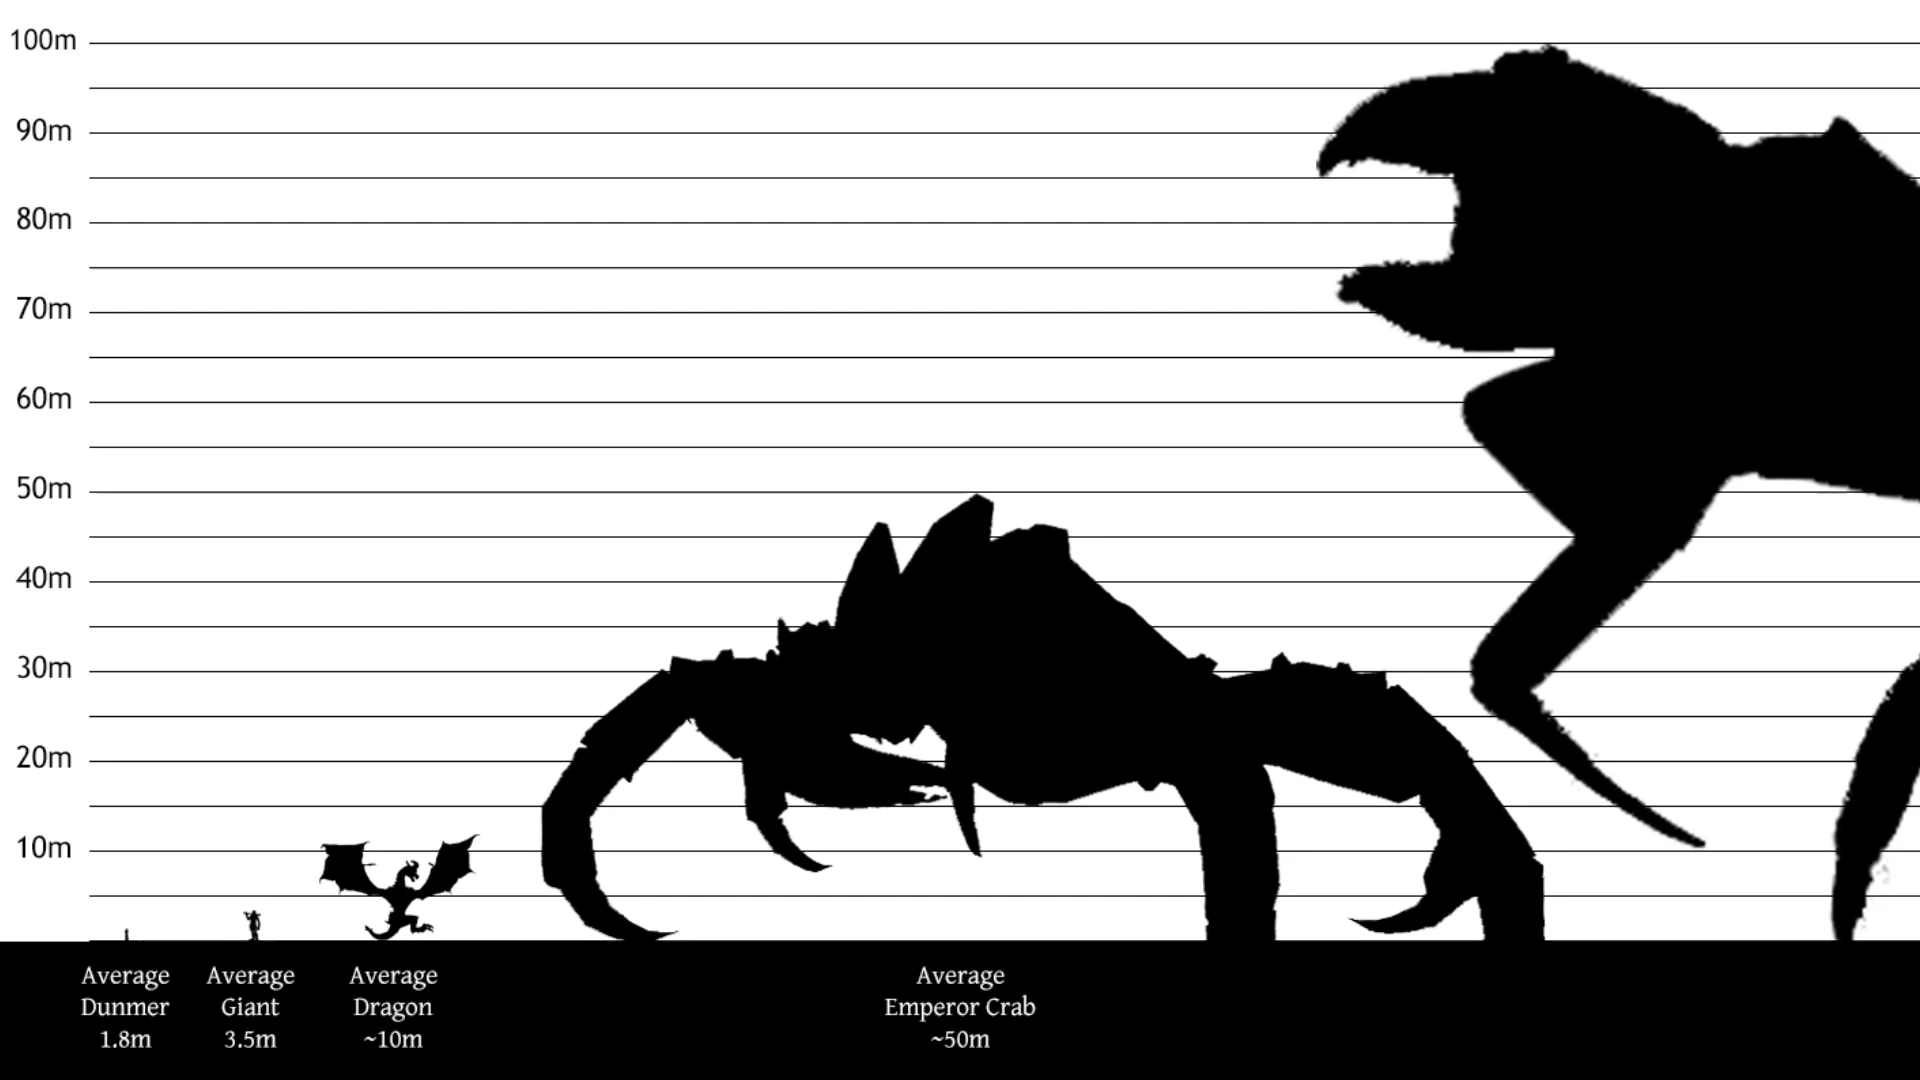 100m
90m
80m
70m
60m
50m
40m
30m
20m
10m
Average
Dunmer
1.8m
Average
Giant
3.5m
Average
Dragon
~10m
Average
Emperor Crab
~50m